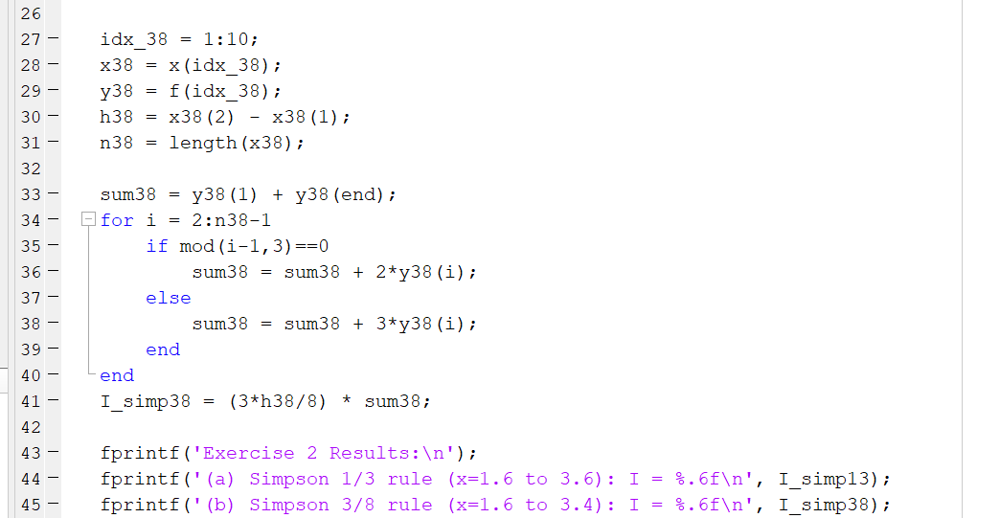 26
27 - idx_38 = 1:10;
28 - x38 = x(idx_38);
29 - y38 = f(idx_38);
30 - h38 = x38(2) - x38(1);
31 - n38 = length(x38);
32
33 - sum38 = y38(1) + y38(end);
34 - for i = 2:n38-1
35 - if mod(i-1,3)==0
36 - sum38 = sum38 + 2*y38(i);
37 - else
38 - sum38 = sum38 + 3*y38(i);
39 - end
40 - end
41 - I_simp38 = (3*h38/8) * sum38;
42
43 - fprintf('Exercise 2 Results:\n');
44 - fprintf('(a) Simpson 1/3 rule (x=1.6 to 3.6): I = %.6f\n', I_simp13);
45 - fprintf('(b) Simpson 3/8 rule (x=1.6 to 3.4): I = %.6f\n', I_simp38);